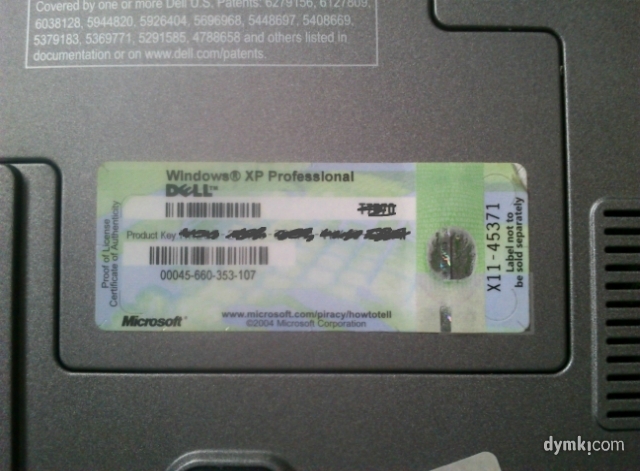 Covered by one or more Dell U.S. Patents: 6279156, 6127809,
6038128, 5944820, 5926404, 5696968, 5448697, 5408669,
5379183, 5369771, 5291585, 4788658 and others listed in
documentation or on www.dell.com/patents.
Windows® XP Professional
DELL™
Product Key:
00045-660-353-107
Microsoft®
www.microsoft.com/piracy/howtotell
©2004 Microsoft Corporation
Proof of License
Certificate of Authenticity
X11-45371
Label not to
be sold separately
dymki.com